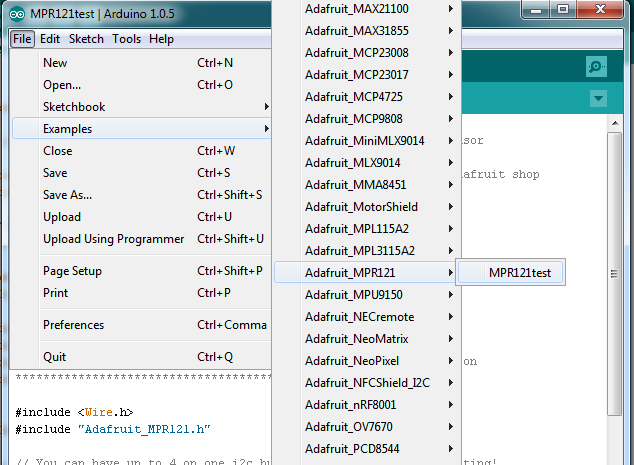 MPR121test | Arduino 1.0.5
File Edit Sketch Tools Help
New Ctrl+N
Open... Ctrl+O
Sketchbook
Examples
Close Ctrl+W
Save Ctrl+S
Save As... Ctrl+Shift+S
Upload Ctrl+U
Upload Using Programmer Ctrl+Shift+U
Page Setup Ctrl+Shift+P
Print Ctrl+P
Preferences Ctrl+Comma
Quit Ctrl+Q
Adafruit_MAX21100
Adafruit_MAX31855
Adafruit_MCP23008
Adafruit_MCP23017
Adafruit_MCP4725
Adafruit_MCP9808
Adafruit_MiniMLX9014
Adafruit_MLX9014
Adafruit_MMA8451
Adafruit_MotorShield
Adafruit_MPL115A2
Adafruit_MPL3115A2
Adafruit_MPR121
Adafruit_MPU9150
Adafruit_NECremote
Adafruit_NeoMatrix
Adafruit_NeoPixel
Adafruit_NFCShield_I2C
Adafruit_nRF8001
Adafruit_OV7670
Adafruit_PCD8544
MPR121test
sor
dafruit shop
on
*************************************
#include <Wire.h>
#include "Adafruit_MPR121.h"
// You can have up to 4 on one i2c bu
ting!